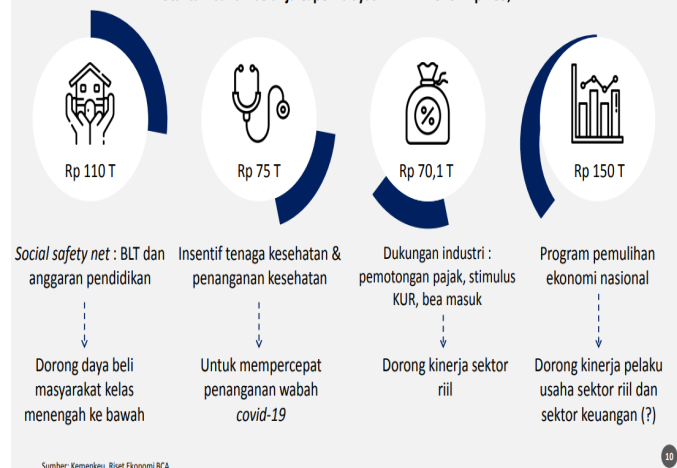 Rp 110 T
Rp 75 T
Rp 70,1 T
Rp 150 T
Social safety net : BLT dan
anggaran pendidikan
Insentif tenaga kesehatan &
penanganan kesehatan
Dukungan industri :
pemotongan pajak, stimulus
KUR, bea masuk
Program pemulihan
ekonomi nasional
Dorong daya beli
masyarakat kelas
menengah ke bawah
Untuk mempercepat
penanganan wabah
covid-19
Dorong kinerja sektor
riil
Dorong kinerja pelaku
usaha sektor riil dan
sektor keuangan (?)
Sumber: Kemenkeu, Riset Ekonomi BCA
10